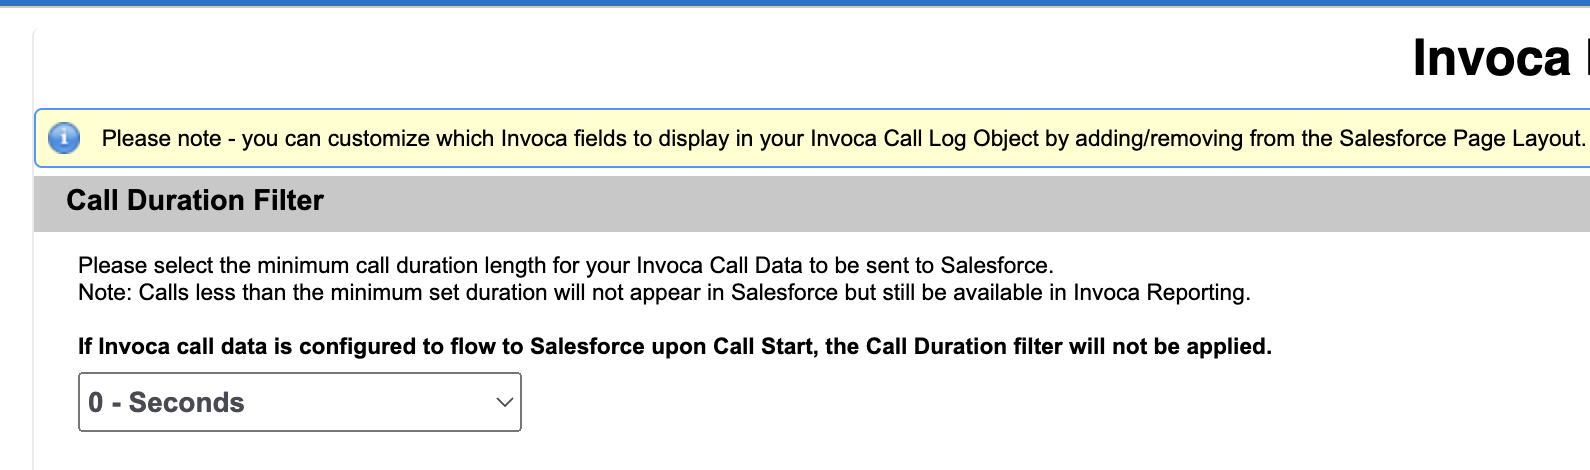 Invoca
Please note - you can customize which Invoca fields to display in your Invoca Call Log Object by adding/removing from the Salesforce Page Layout.
Call Duration Filter
Please select the minimum call duration length for your Invoca Call Data to be sent to Salesforce.
Note: Calls less than the minimum set duration will not appear in Salesforce but still be available in Invoca Reporting.
If Invoca call data is configured to flow to Salesforce upon Call Start, the Call Duration filter will not be applied.
0 - Seconds